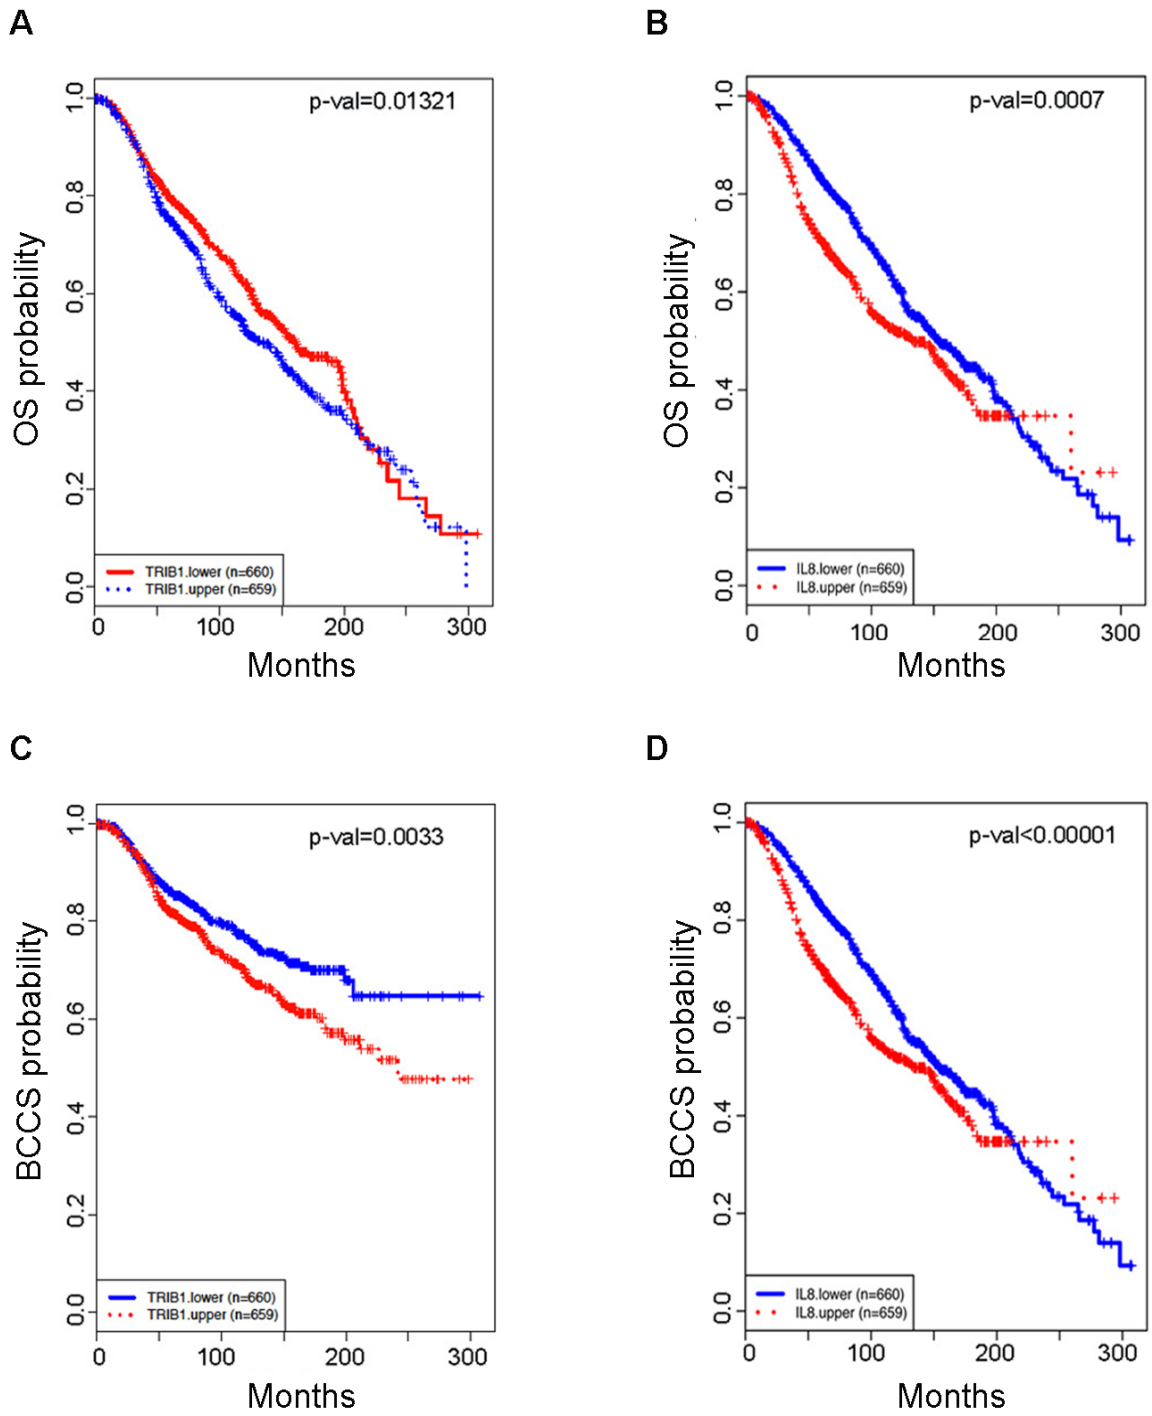 A
p-val=0.01321
OS probability
1.0
0.8
0.6
0.4
0.2
0.0
TRIB1.lower (n=660)
TRIB1.upper (n=659)
0 100 200 300
Months
B
p-val=0.0007
OS probability
1.0
0.8
0.6
0.4
0.2
0.0
IL8.lower (n=660)
IL8.upper (n=659)
0 100 200 300
Months
C
p-val=0.0033
BCCS probability
1.0
0.8
0.6
0.4
0.2
0.0
TRIB1.lower (n=660)
TRIB1.upper (n=659)
0 100 200 300
Months
D
p-val<0.00001
BCCS probability
1.0
0.8
0.6
0.4
0.2
0.0
IL8.lower (n=660)
IL8.upper (n=659)
0 100 200 300
Months